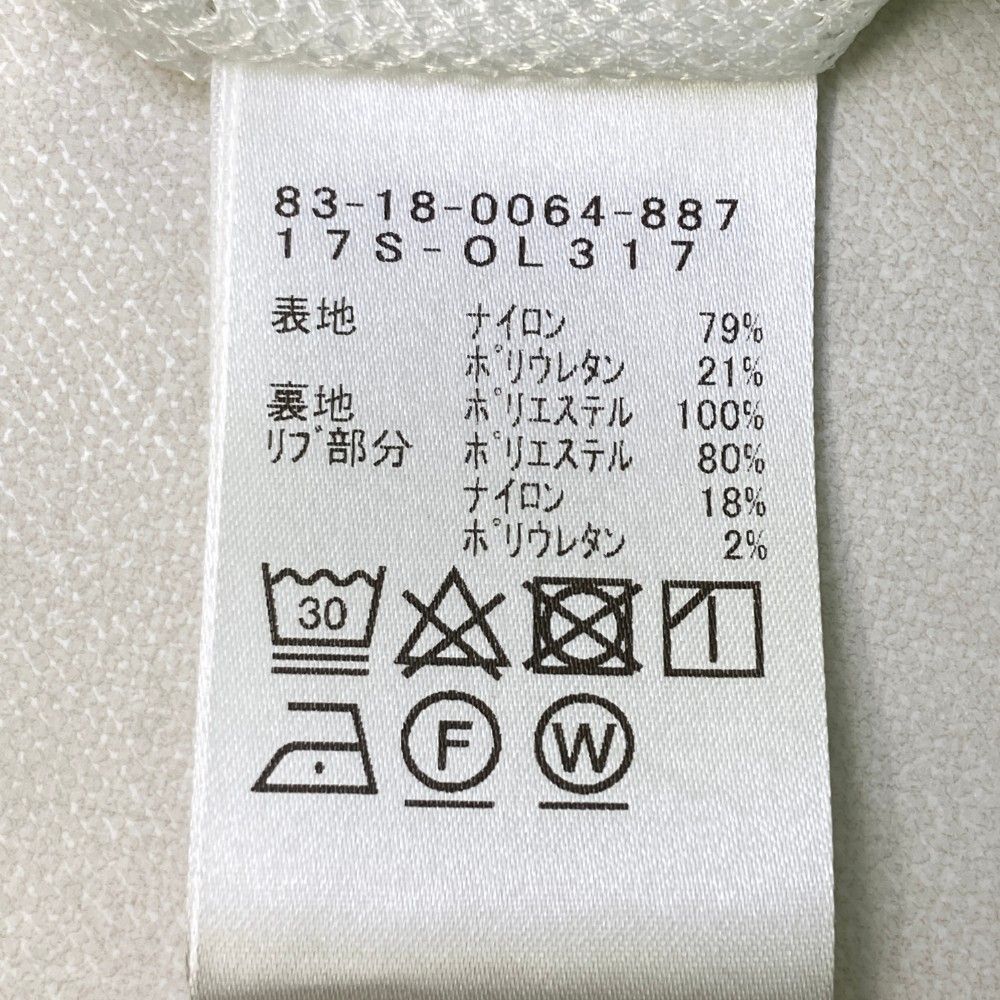 83-18-0064-887
17S-OL317
表地 ナイロン 79%
ポリウレタン 21%
裏地 ポリエステル 100%
リブ部分 ポリエステル 80%
ナイロン 18%
ポリウレタン 2%
30
F W